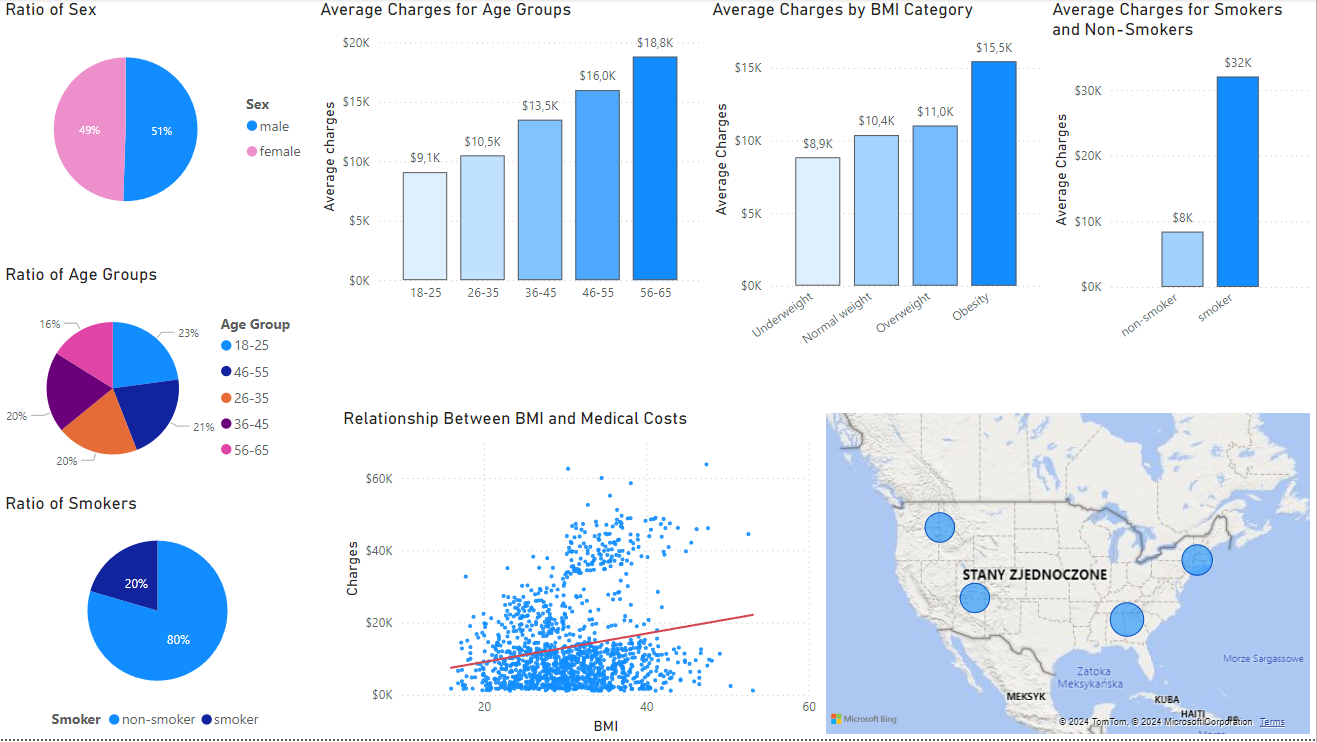 Ratio of Sex
49%
51%
Sex
male
female
Average Charges for Age Groups
Average Charges
$20K
$15K
$10K
$5K
$0K
$9,1K
$10,5K
$13,5K
$16,0K
$18,8K
18-25
26-35
36-45
46-55
56-65
Average Charges by BMI Category
Average Charges
$15K
$10K
$5K
$0K
$8,9K
$10,4K
$11,0K
$15,5K
Underweight
Normal weight
Overweight
Obesity
Average Charges for Smokers
and Non-Smokers
Average Charges
$30K
$20K
$10K
$0K
$8K
$32K
non-smoker
smoker
Ratio of Age Groups
16%
23%
20%
21%
20%
Age Group
18-25
46-55
26-35
36-45
56-65
Ratio of Smokers
20%
80%
Smoker
non-smoker
smoker
Relationship Between BMI and Medical Costs
Charges
$60K
$40K
$20K
$0K
20
40
60
BMI
STANY ZJEDNOCZONE
Zatoka
Meksykańska
Morze Sargassowe
MEKSYK
KUBA
HAITI
Microsoft Bing
© 2024 TomTom, © 2024 Microsoft Corporation
Terms